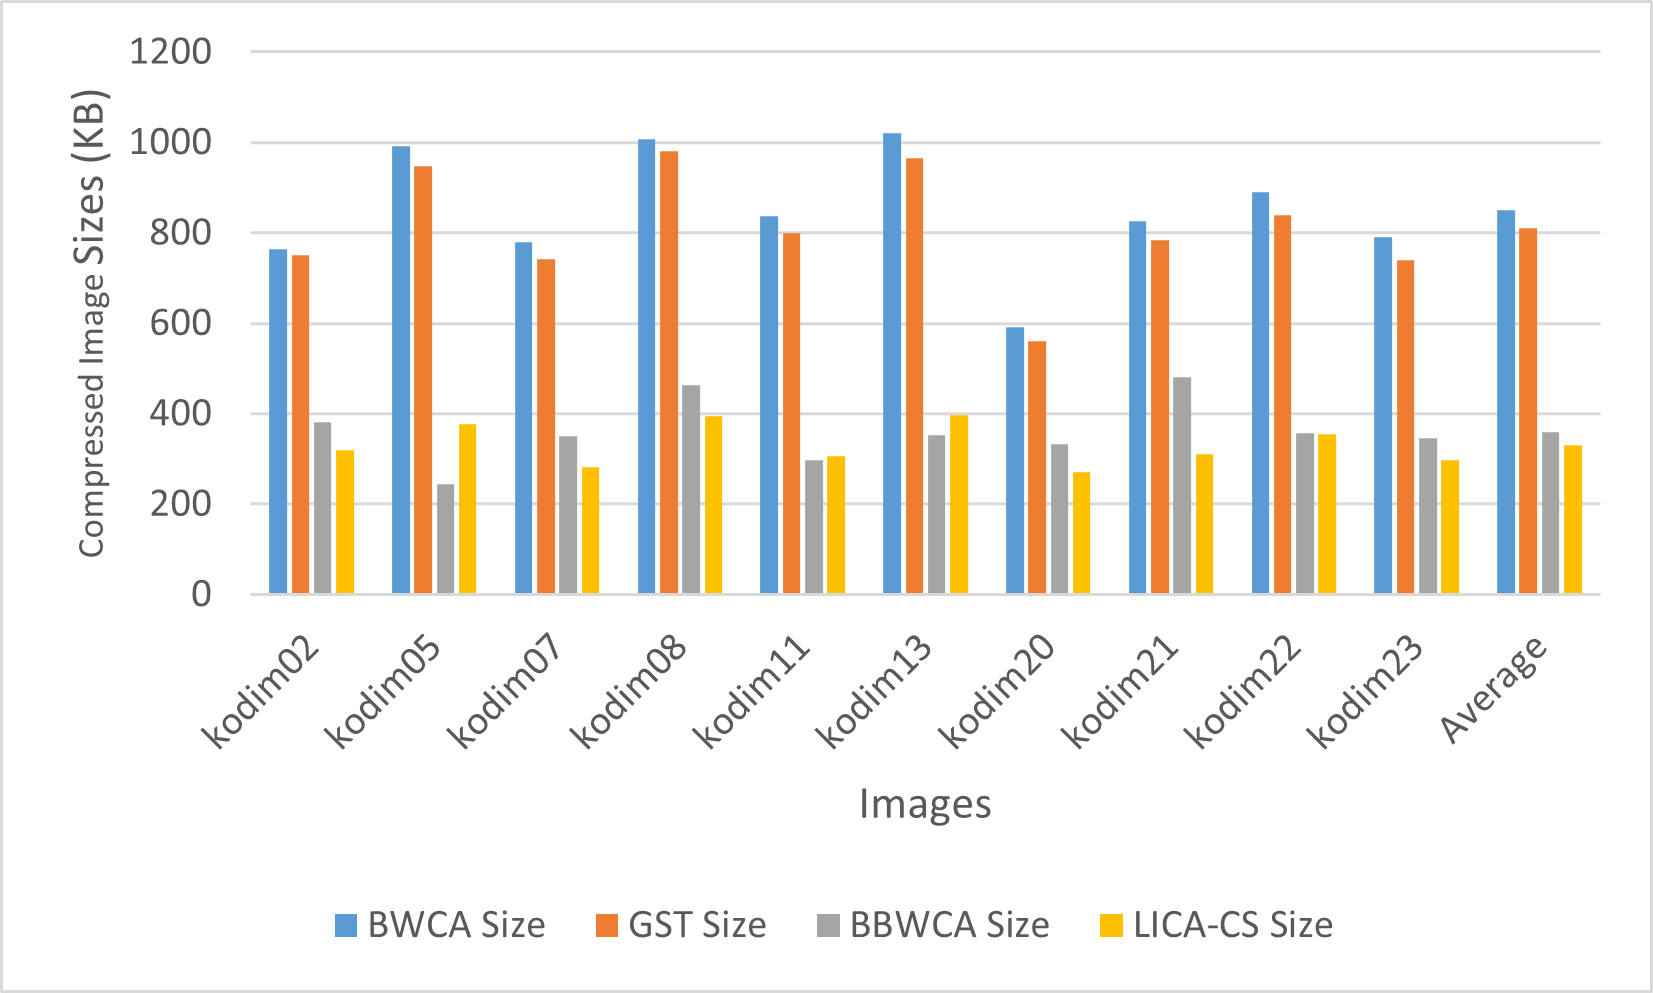 1200
1000
800
600
400
200
0
Compressed Image Sizes (KB)
kodim02
kodim05
kodim07
kodim08
kodim11
kodim13
kodim20
kodim21
kodim22
kodim23
Average
Images
BWCA Size GST Size BBWCA Size LICA-CS Size